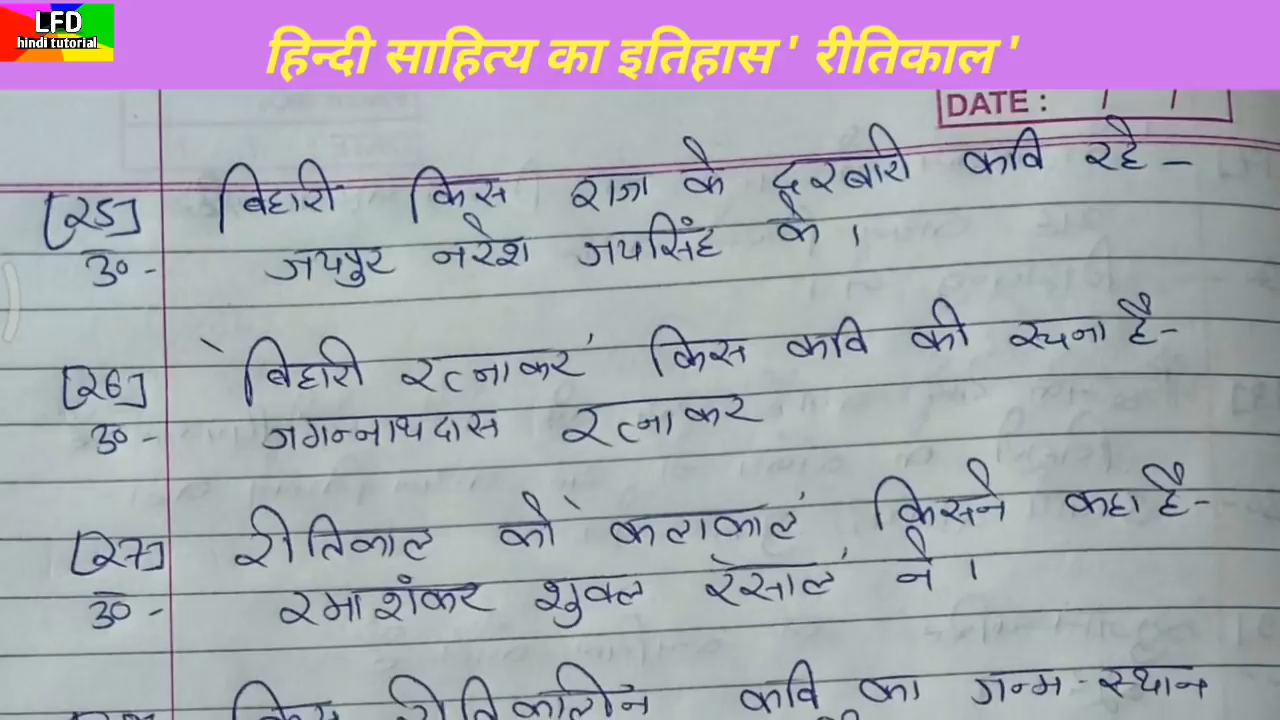 LFD
hindi tutorial
हिन्दी साहित्य का इतिहास ' रीतिकाल '
DATE : / /
[25] बिहारी किस राजा के दरबारी कवि रहे –
उ० - जयपुर नरेश जयसिंह के ।
[26] ' बिहारी रत्नाकर ' किस कवि की रचना है -
उ० - जगन्नाथदास रत्नाकर
[27] रीतिकाल को ' कलाकाल ' किसने कहा है -
उ० - रमाशंकर शुक्ल रसाल ' ने ।
किस रीतिकालीन कवि का जन्म - स्थान